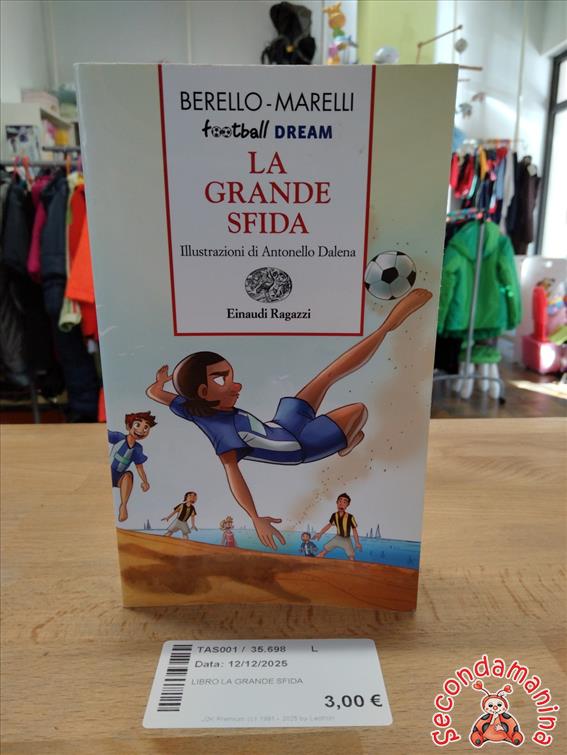 BERELLO - MARELLI
football DREAM
LA
GRANDE
SFIDA
Illustrazioni di Antonello Dalena
Einaudi Ragazzi
TAS001 / 35.698 L
Data: 12/12/2025
LIBRO LA GRANDE SFIDA
3,00 €
secondamanina